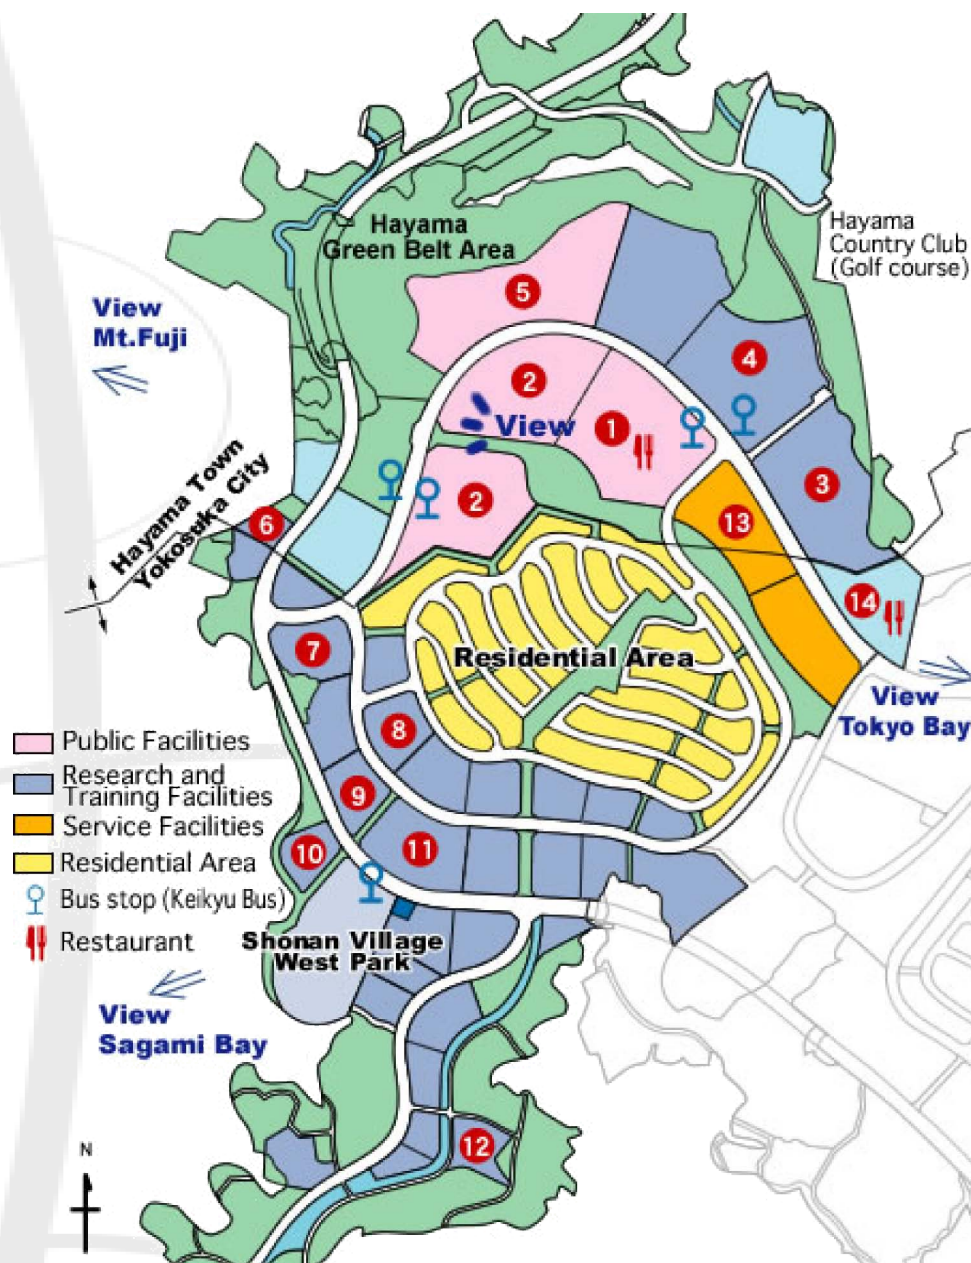 Hayama
Green Belt Area
Hayama
Country Club
(Golf course)
View
Mt.Fuji
5
4
2
1
View
3
2
13
6
Hayama Town
Yokosuka City
14
7
Residential Area
View
Tokyo Bay
8
9
10
11
Public Facilities
Research and
Training Facilities
Service Facilities
Residential Area
Bus stop (Keikyu Bus)
Restaurant
Shonan Village
West Park
View
Sagami Bay
12
N